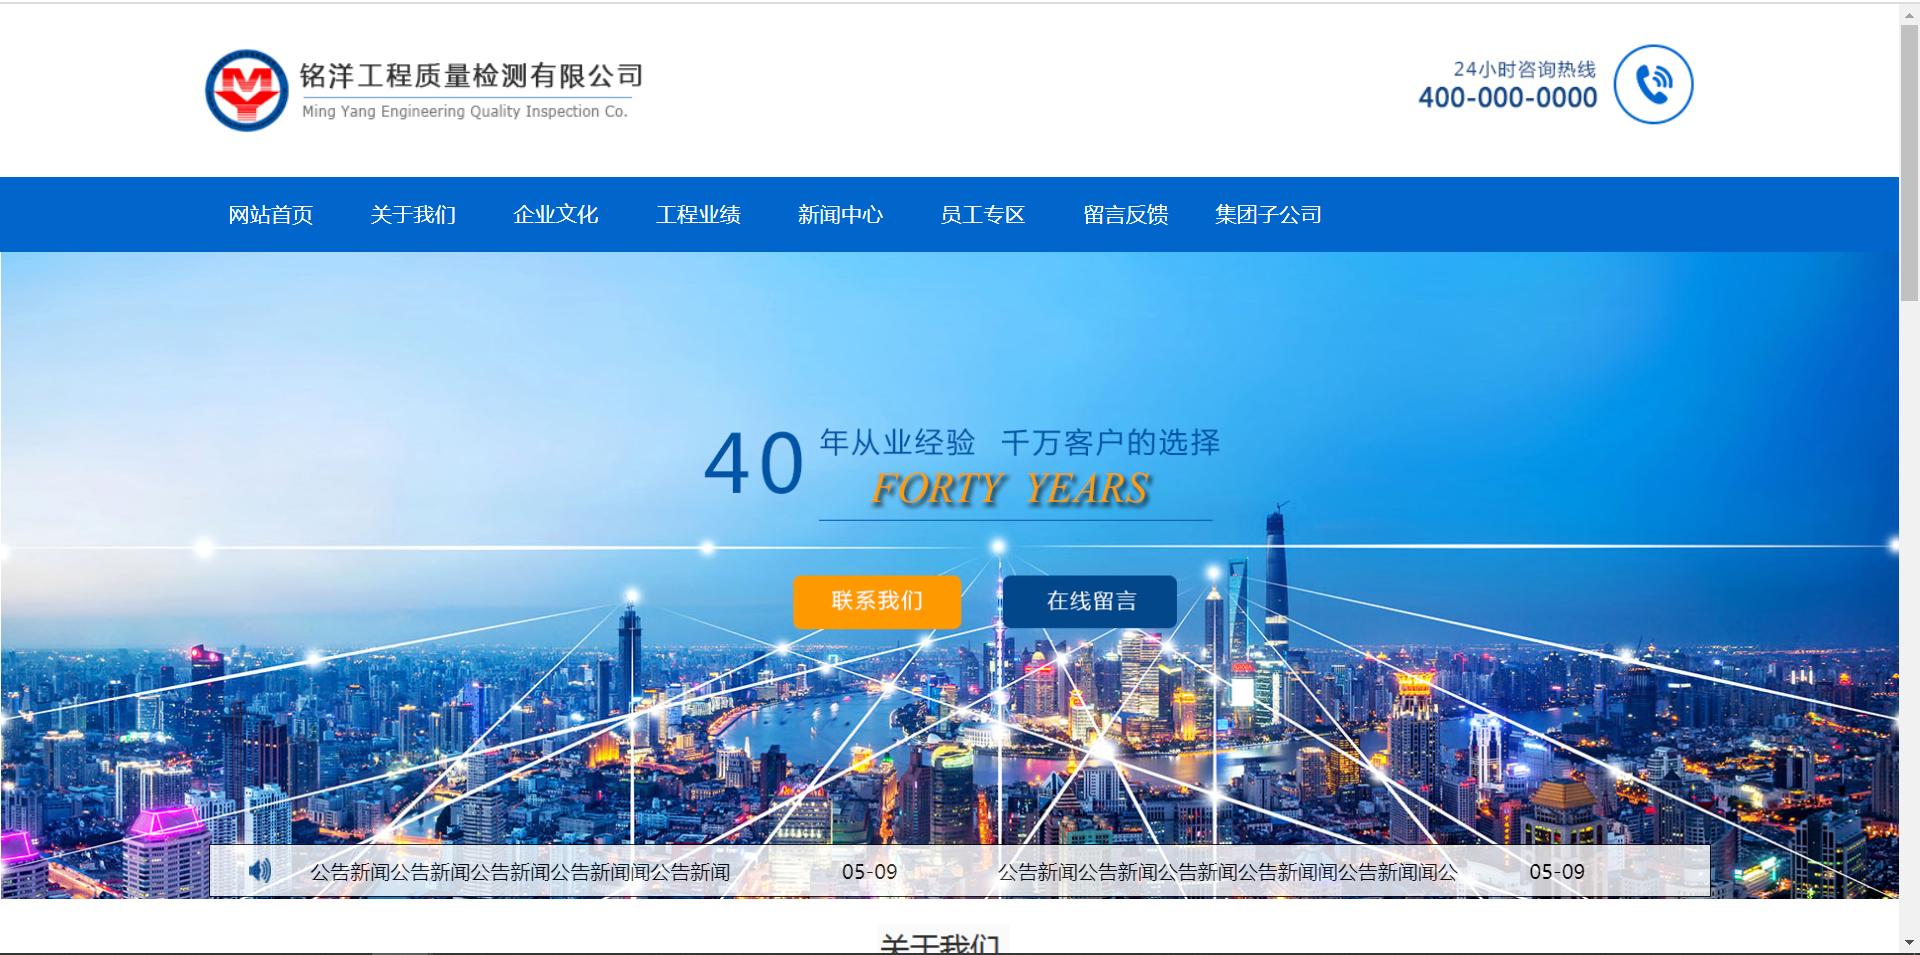 铭洋工程质量检测有限公司
Ming Yang Engineering Quality Inspection Co.
24小时咨询热线
400-000-0000
网站首页 关于我们 企业文化 工程业绩 新闻中心 员工专区 留言反馈 集团子公司
40 年从业经验 千万客户的选择
FORTY YEARS
联系我们 在线留言
公告新闻公告新闻公告新闻公告新闻闻公告新闻 05-09 公告新闻公告新闻公告新闻公告新闻闻公告新闻闻公 05-09
关于我们